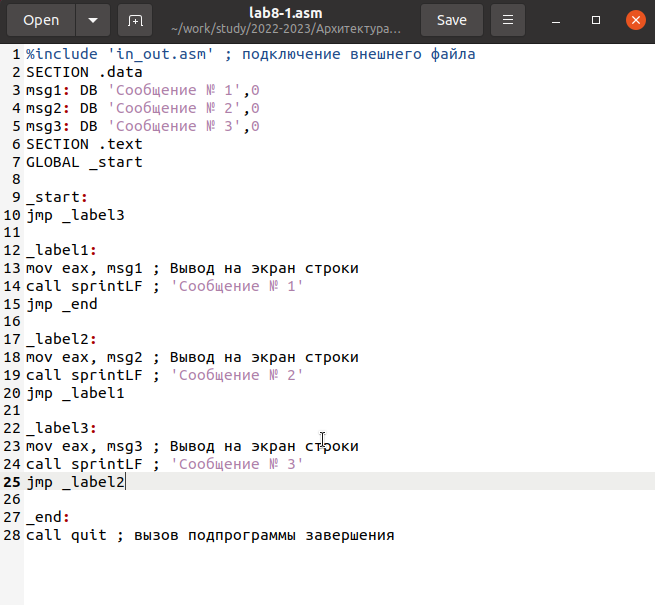 Open
lab8-1.asm
~/work/study/2022-2023/Архитектура...
Save
1 %include 'in_out.asm' ; подключение внешнего файла
2 SECTION .data
3 msg1: DB 'Сообщение № 1',0
4 msg2: DB 'Сообщение № 2',0
5 msg3: DB 'Сообщение № 3',0
6 SECTION .text
7 GLOBAL _start
8
9 _start:
10 jmp _label3
11
12 _label1:
13 mov eax, msg1 ; Вывод на экран строки
14 call sprintLF ; 'Сообщение № 1'
15 jmp _end
16
17 _label2:
18 mov eax, msg2 ; Вывод на экран строки
19 call sprintLF ; 'Сообщение № 2'
20 jmp _label1
21
22 _label3:
23 mov eax, msg3 ; Вывод на экран строки
24 call sprintLF ; 'Сообщение № 3'
25 jmp _label2
26
27 _end:
28 call quit ; вызов подпрограммы завершения